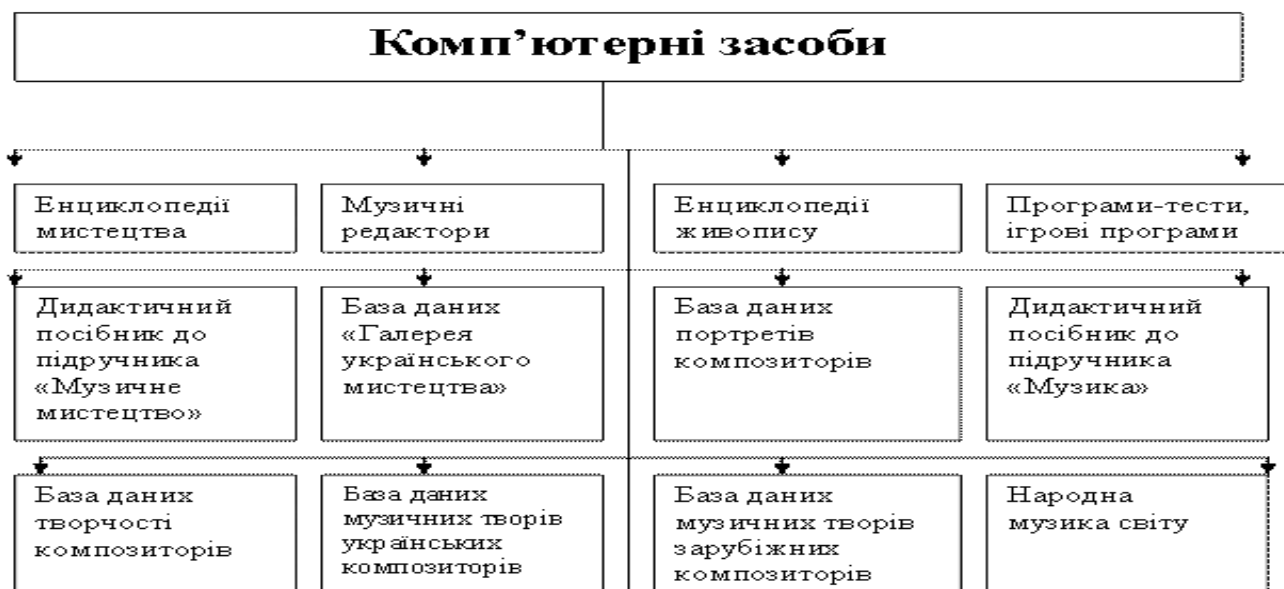 Комп’ютерні засоби
Енциклопедії
мистецтва
Музичні
редактори
Енциклопедії
живопису
Програми-тести,
ігрові програми
Дидактичний
посібник до
підручника
«Музичне
мистецтво»
База даних
«Галерея
українського
мистецтва»
База даних
портретів
композиторів
Дидактичний
посібник до
підручника
«Музика»
База даних
творчості
композиторів
База даних
музичних творів
українських
композиторів
База даних
музичних творів
зарубіжних
композиторів
Народна
музика світу